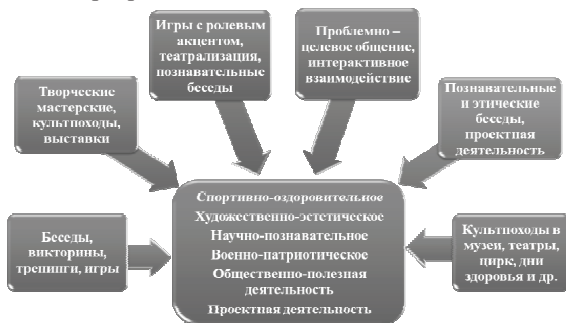 Игры с ролевым
акцентом,
театрализация,
познавательные
беседы
Проблемно –
целевое общение,
интерактивное
взаимодействие
Творческие
мастерские,
культпоходы,
выставки
Познавательные
и этические
беседы,
проектная
деятельность
Беседы,
викторины,
тренинги, игры
Спортивно-оздоровительное
Художественно-эстетическое
Научно-познавательное
Военно-патриотическое
Общественно-полезная
деятельность
Проектная деятельность
Культпоходы в
музеи, театры,
цирк, дни
здоровья и др.